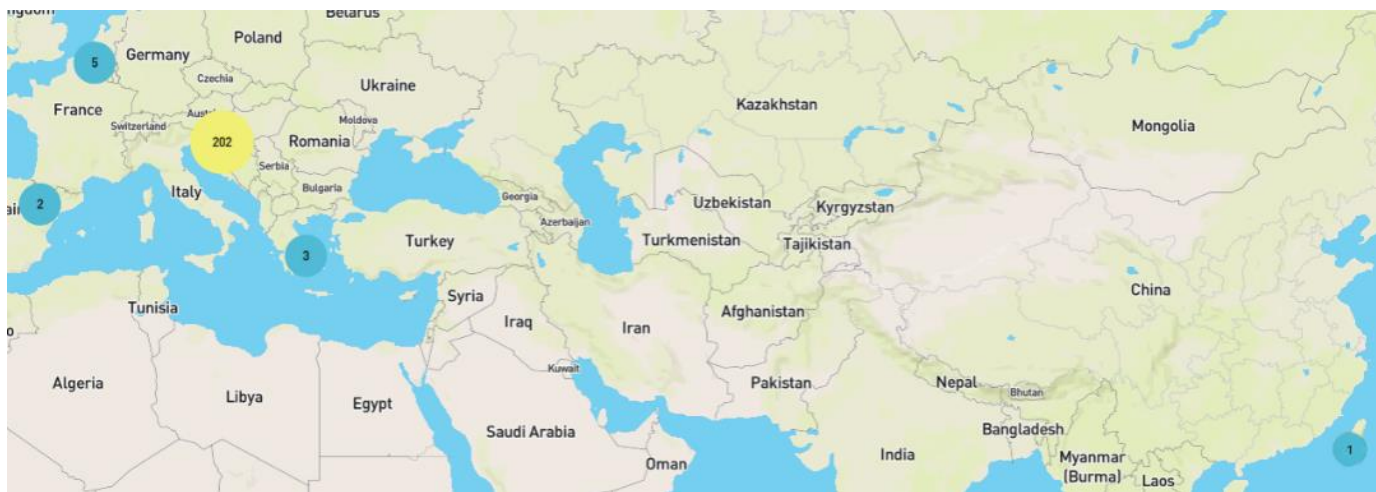 ngdom
Belarus
Poland
Germany
5
Czechia
Ukraine
Kazakhstan
France
Austr
Moldova
Switzerland
202
Romania
Mongolia
Serbia
Italy
Bulgaria
Georgia
Uzbekistan
Kyrgyzstan
2
Azerbaijan
Turkey
Turkmenistan
Tajikistan
3
China
Syria
Tunisia
Afghanistan
Iraq
Iran
Kuwait
Pakistan
Nepal
Bhutan
Algeria
Libya
Egypt
Saudi Arabia
Bangladesh
1
Oman
India
Myanmar
(Burma)
Laos